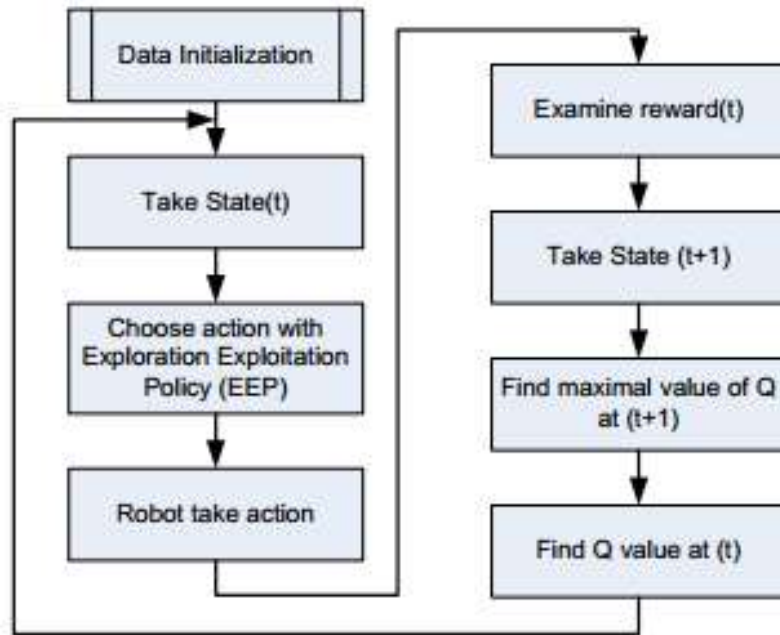 Data Initialization
Take State(t)
Choose action with
Exploration Exploitation
Policy (EEP)
Robot take action
Examine reward(t)
Take State (t+1)
Find maximal value of Q
at (t+1)
Find Q value at (t)